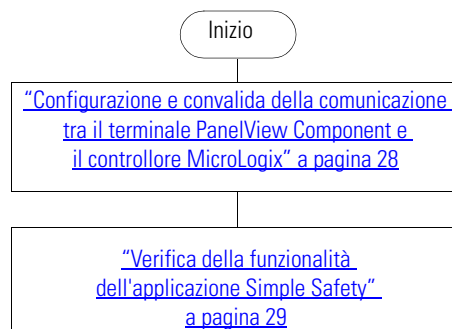 Inizio
“Configurazione e convalida della comunicazione
tra il terminale PanelView Component e
il controllore MicroLogix” a pagina 28
“Verifica della funzionalità
dell'applicazione Simple Safety”
a pagina 29